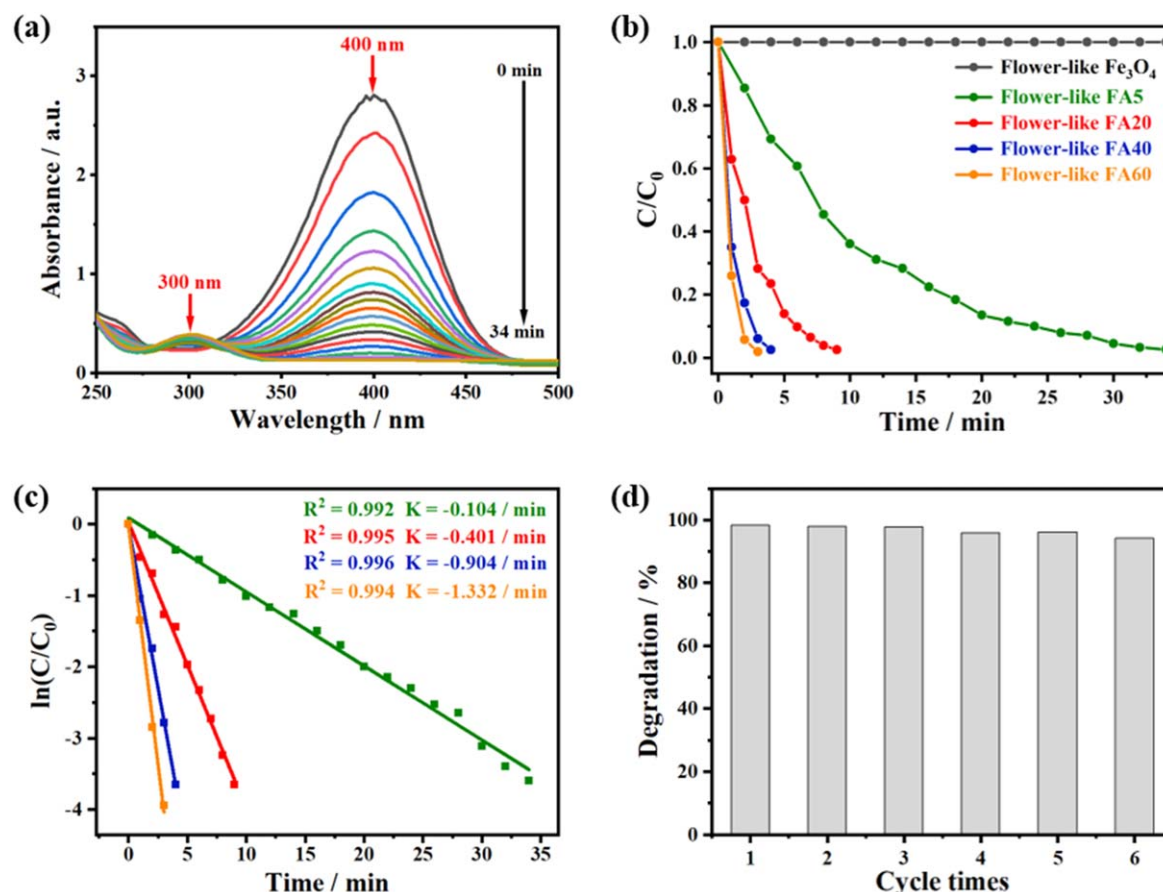 (a)
400 nm
0 min
34 min
300 nm
3
2
1
0
250
300
350
400
450
500
Absorbance / a.u.
Wavelength / nm
(b)
1.0
0.8
0.6
0.4
0.2
0.0
0
5
10
15
20
25
30
C/C₀
Time / min
Flower-like Fe₃O₄
Flower-like FA5
Flower-like FA20
Flower-like FA40
Flower-like FA60
(c)
R² = 0.992 K = -0.104 / min
R² = 0.995 K = -0.401 / min
R² = 0.996 K = -0.904 / min
R² = 0.994 K = -1.332 / min
0
-1
-2
-3
-4
0
5
10
15
20
25
30
35
ln(C/C₀)
Time / min
(d)
100
80
60
40
20
0
1
2
3
4
5
6
Degradation / %
Cycle times